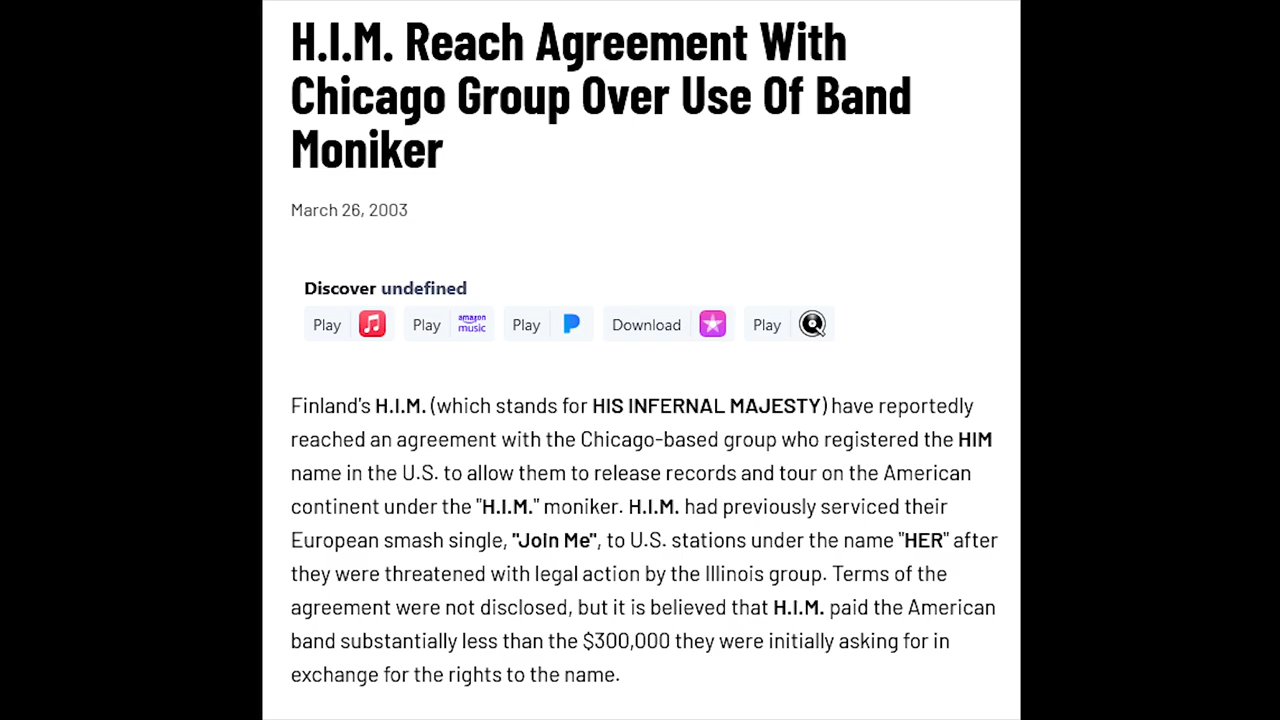 H.I.M. Reach Agreement With
Chicago Group Over Use Of Band
Moniker
March 26, 2003
Discover undefined
Play
Play amazon music
Play
Download
Play
Finland's H.I.M. (which stands for HIS INFERNAL MAJESTY) have reportedly
reached an agreement with the Chicago-based group who registered the HIM
name in the U.S. to allow them to release records and tour on the American
continent under the "H.I.M." moniker. H.I.M. had previously serviced their
European smash single, "Join Me", to U.S. stations under the name "HER" after
they were threatened with legal action by the Illinois group. Terms of the
agreement were not disclosed, but it is believed that H.I.M. paid the American
band substantially less than the $300,000 they were initially asking for in
exchange for the rights to the name.